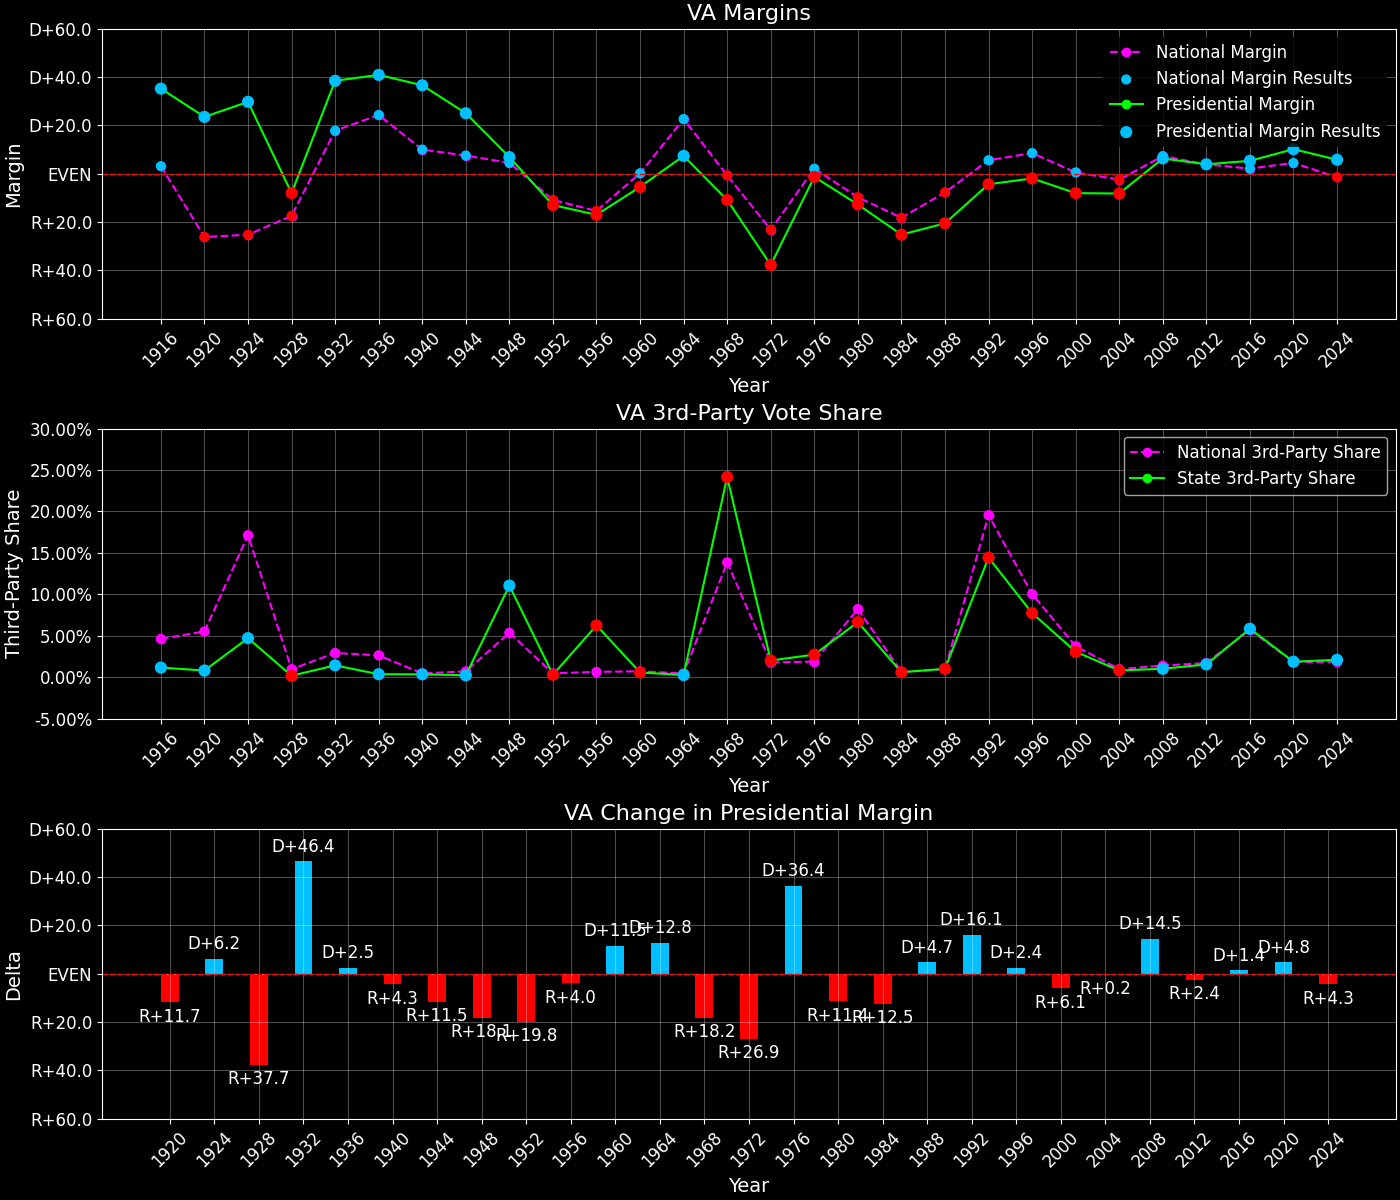 VA Margins
D+60.0
D+40.0
D+20.0
EVEN
R+20.0
R+40.0
R+60.0
Margin
National Margin
National Margin Results
Presidential Margin
Presidential Margin Results
1916 1920 1924 1928 1932 1936 1940 1944 1948 1952 1956 1960 1964 1968 1972 1976 1980 1984 1988 1992 1996 2000 2004 2008 2012 2016 2020 2024
Year
VA 3rd-Party Vote Share
30.00%
25.00%
20.00%
15.00%
10.00%
5.00%
0.00%
-5.00%
Third-Party Share
National 3rd-Party Share
State 3rd-Party Share
1916 1920 1924 1928 1932 1936 1940 1944 1948 1952 1956 1960 1964 1968 1972 1976 1980 1984 1988 1992 1996 2000 2004 2008 2012 2016 2020 2024
Year
VA Change in Presidential Margin
D+60.0
D+40.0
D+20.0
EVEN
R+20.0
R+40.0
R+60.0
Delta
R+11.7
D+6.2
R+37.7
D+46.4
D+2.5
R+4.3
R+11.5
R+18.1
R+19.8
R+4.0
D+11.5
D+12.8
R+18.2
R+26.9
D+36.4
R+11.4
R+12.5
D+4.7
D+16.1
D+2.4
R+6.1
R+0.2
D+14.5
R+2.4
D+1.4
D+4.8
R+4.3
1920 1924 1928 1932 1936 1940 1944 1948 1952 1956 1960 1964 1968 1972 1976 1980 1984 1988 1992 1996 2000 2004 2008 2012 2016 2020 2024
Year